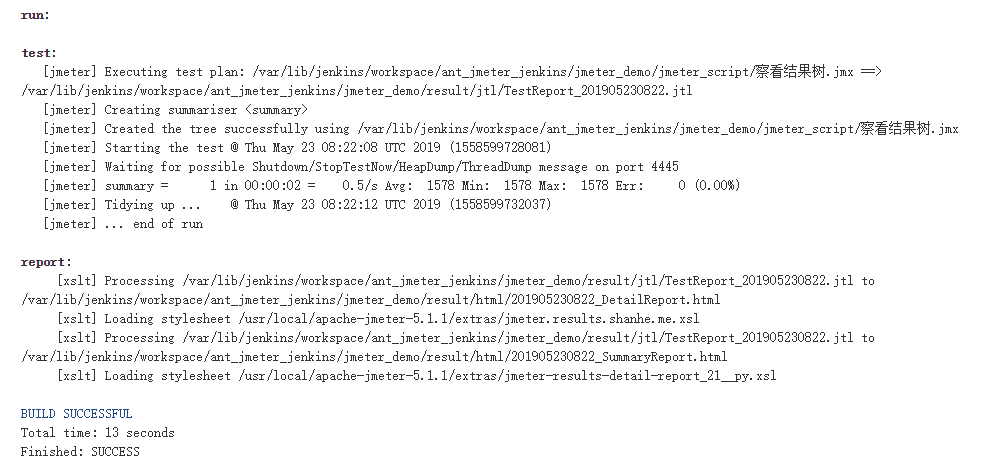 run:
test:
[jmeter] Executing test plan: /var/lib/jenkins/workspace/ant_jmeter_jenkins/jmeter_demo/jmeter_script/察看结果树.jmx ==>
/var/lib/jenkins/workspace/ant_jmeter_jenkins/jmeter_demo/result/jtl/TestReport_201905230822.jtl
[jmeter] Creating summariser <summary>
[jmeter] Created the tree successfully using /var/lib/jenkins/workspace/ant_jmeter_jenkins/jmeter_demo/jmeter_script/察看结果树.jmx
[jmeter] Starting the test @ Thu May 23 08:22:08 UTC 2019 (1558599728081)
[jmeter] Waiting for possible Shutdown/StopTestNow/HeapDump/ThreadDump message on port 4445
[jmeter] summary =      1 in 00:00:02 =    0.5/s Avg:  1578 Min:  1578 Max:  1578 Err:     0 (0.00%)
[jmeter] Tidying up ...    @ Thu May 23 08:22:12 UTC 2019 (1558599732037)
[jmeter] ... end of run
report:
[xslt] Processing /var/lib/jenkins/workspace/ant_jmeter_jenkins/jmeter_demo/result/jtl/TestReport_201905230822.jtl to
/var/lib/jenkins/workspace/ant_jmeter_jenkins/jmeter_demo/result/html/201905230822_DetailReport.html
[xslt] Loading stylesheet /usr/local/apache-jmeter-5.1.1/extras/jmeter.results.shanhe.me.xsl
[xslt] Processing /var/lib/jenkins/workspace/ant_jmeter_jenkins/jmeter_demo/result/jtl/TestReport_201905230822.jtl to
/var/lib/jenkins/workspace/ant_jmeter_jenkins/jmeter_demo/result/html/201905230822_SummaryReport.html
[xslt] Loading stylesheet /usr/local/apache-jmeter-5.1.1/extras/jmeter-results-detail-report_21__py.xsl
BUILD SUCCESSFUL
Total time: 13 seconds
Finished: SUCCESS